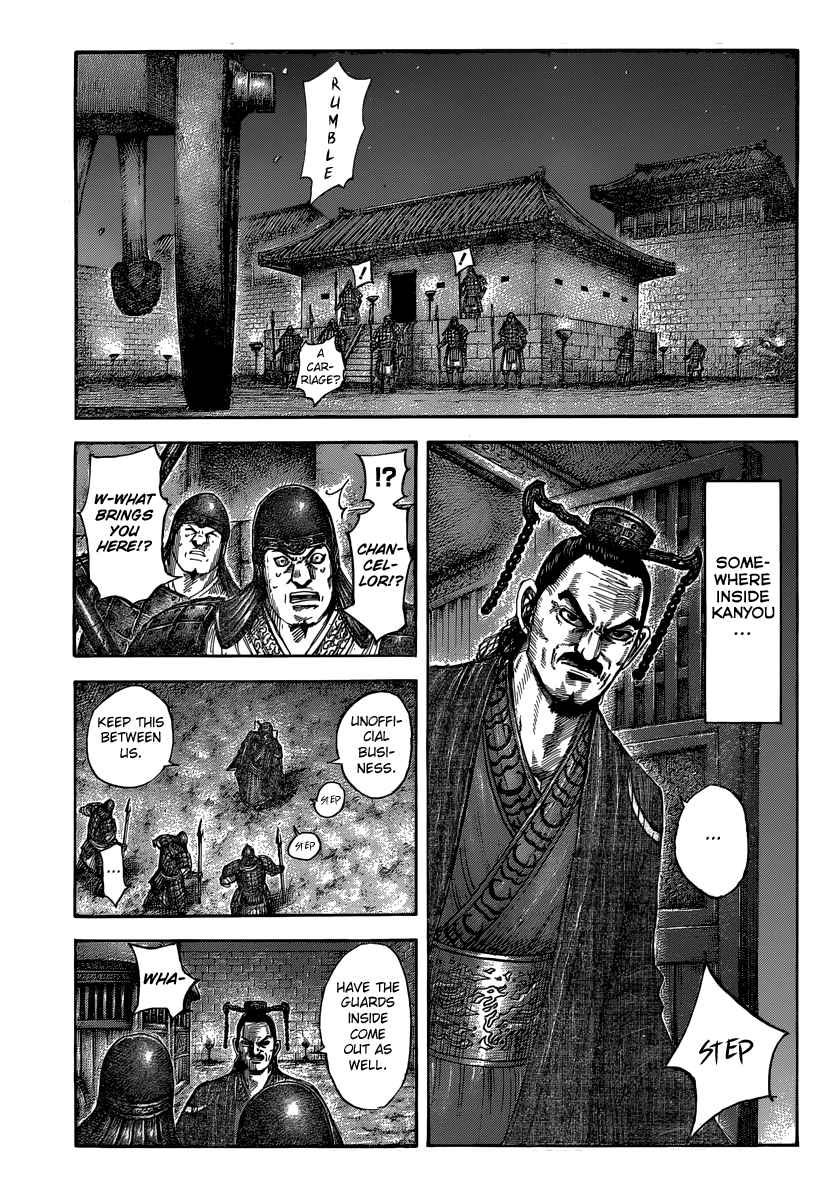 RUMBLE
!
!
A
CAR-
RIAGE?
SOME-
WHERE
INSIDE
KANYOU
...
...
STEP
!?
CHAN-
CEL-
LOR!?
W-WHAT
BRINGS
YOU
HERE!?
UNOFFI-
CIAL
BUSI-
NESS.
KEEP THIS
BETWEEN
US.
STEP
STEP
...
WHA-
HAVE THE
GUARDS
INSIDE
COME
OUT AS
WELL.